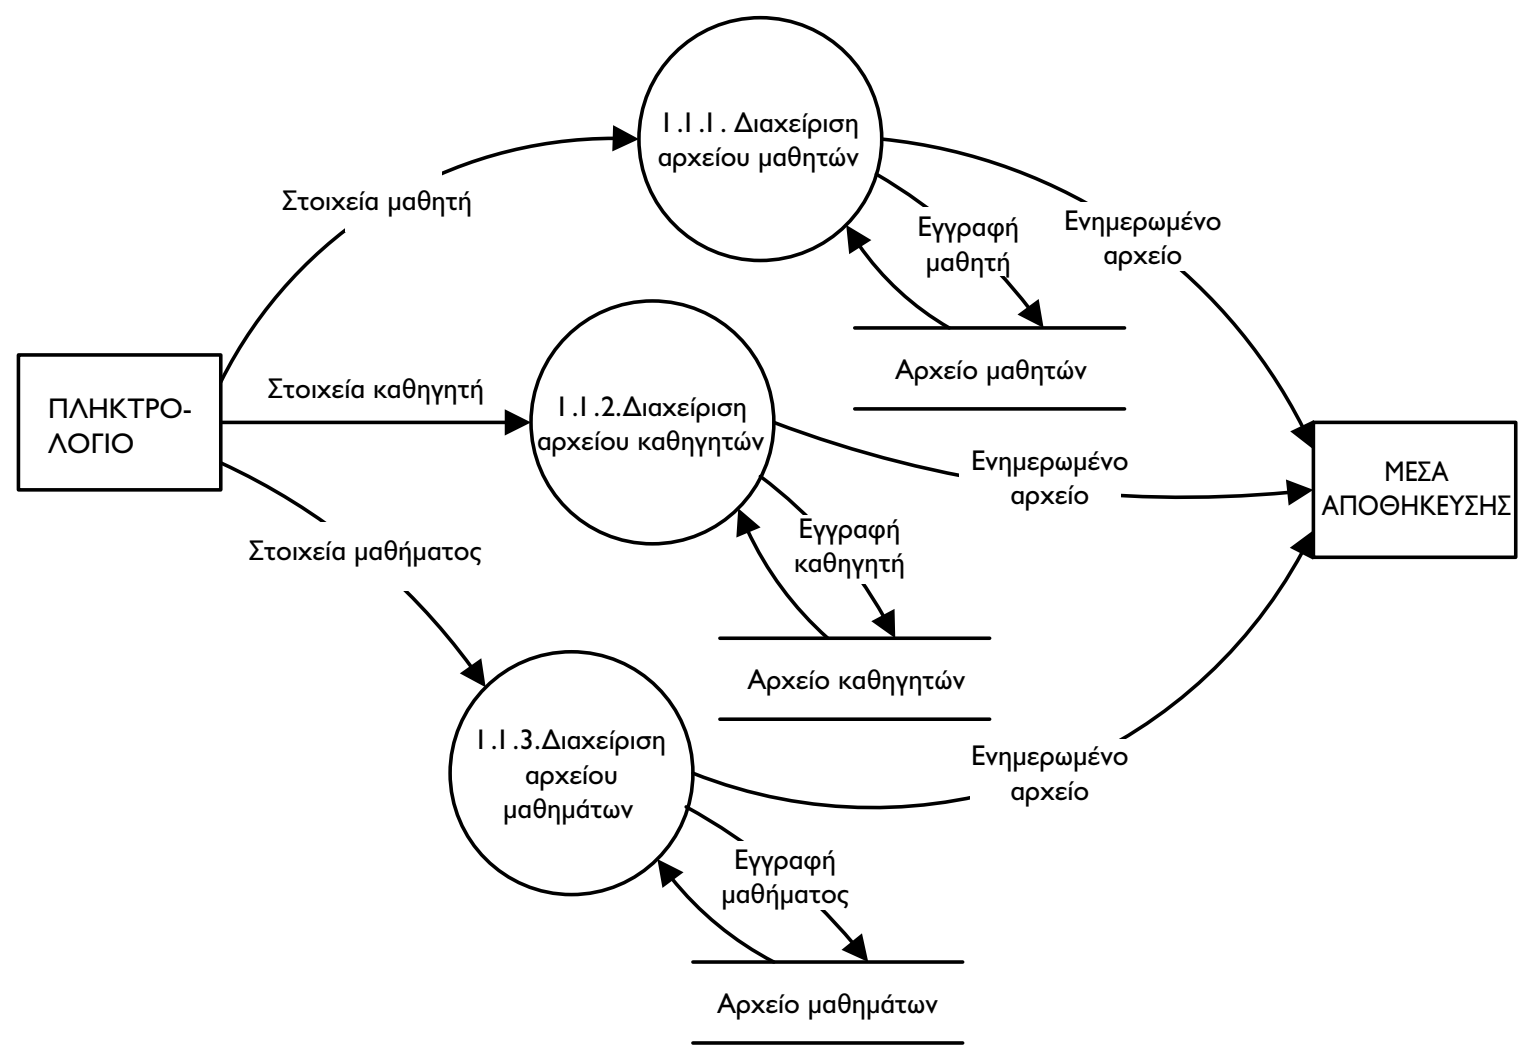 1.1.1. Διαχείριση
αρχείου μαθητών
Στοιχεία μαθητή
Εγγραφή
μαθητή
Ενημερωμένο
αρχείο
Αρχείο μαθητών
ΠΛΗΚΤΡΟ-
ΛΟΓΙΟ
Στοιχεία καθηγητή
1.1.2.Διαχείριση
αρχείου καθηγητών
Ενημερωμένο
αρχείο
ΜΕΣΑ
ΑΠΟΘΗΚΕΥΣΗΣ
Εγγραφή
καθηγητή
Στοιχεία μαθήματος
Αρχείο καθηγητών
1.1.3.Διαχείριση
αρχείου
μαθημάτων
Ενημερωμένο
αρχείο
Εγγραφή
μαθήματος
Αρχείο μαθημάτων